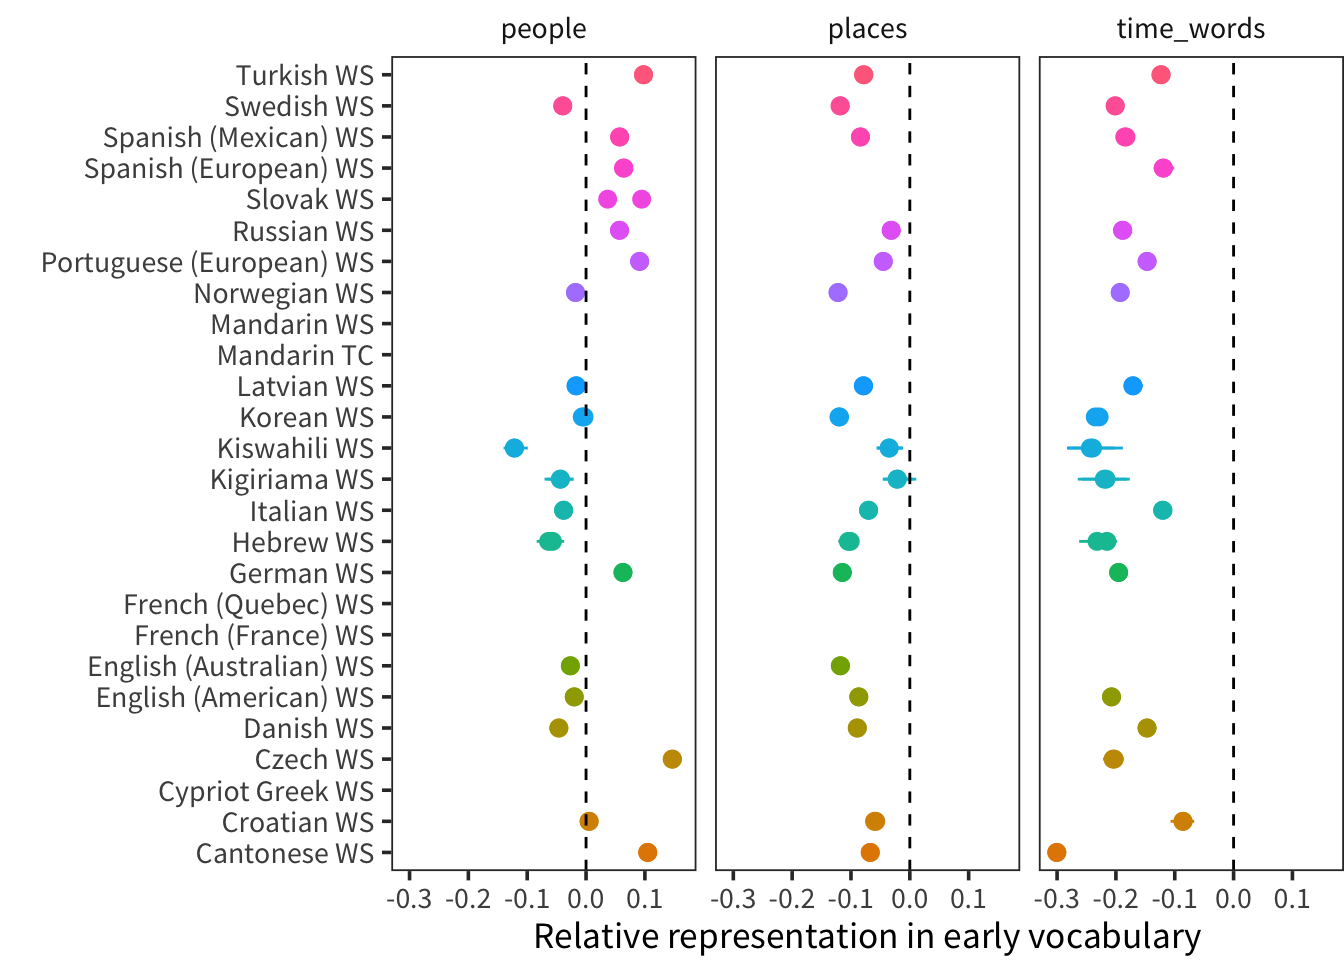 people places time_words
Turkish WS
Swedish WS
Spanish (Mexican) WS
Spanish (European) WS
Slovak WS
Russian WS
Portuguese (European) WS
Norwegian WS
Mandarin WS
Mandarin TC
Latvian WS
Korean WS
Kiswahili WS
Kigiriama WS
Italian WS
Hebrew WS
German WS
French (Quebec) WS
French (France) WS
English (Australian) WS
English (American) WS
Danish WS
Czech WS
Cypriot Greek WS
Croatian WS
Cantonese WS
-0.3 -0.2 -0.1 0.0 0.1 -0.3 -0.2 -0.1 0.0 0.1 -0.3 -0.2 -0.1 0.0 0.1
Relative representation in early vocabulary